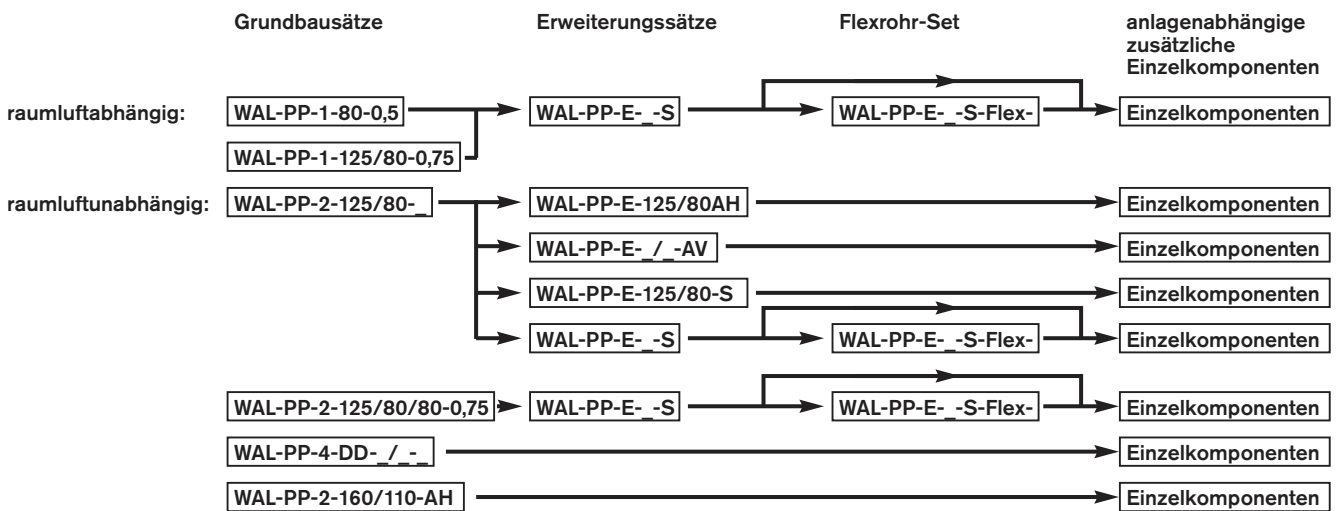 Grundbausätze Erweiterungssätze Flexrohr-Set anlagenabhängige
zusätzliche
Einzelkomponenten
raumluftabhängig: WAL-PP-1-80-0,5 WAL-PP-E-_-S WAL-PP-E-_-S-Flex- Einzelkomponenten
WAL-PP-1-125/80-0,75
raumluftunabhängig: WAL-PP-2-125/80-_ WAL-PP-E-125/80AH Einzelkomponenten
WAL-PP-E-_/_-AV Einzelkomponenten
WAL-PP-E-125/80-S Einzelkomponenten
WAL-PP-E-_-S WAL-PP-E-_-S-Flex- Einzelkomponenten
WAL-PP-2-125/80/80-0,75 WAL-PP-E-_-S WAL-PP-E-_-S-Flex- Einzelkomponenten
WAL-PP-4-DD-_/_-_ Einzelkomponenten
WAL-PP-2-160/110-AH Einzelkomponenten